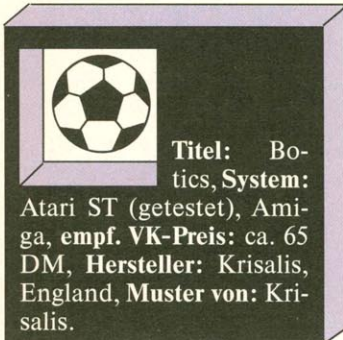 Titel: Bo-
tics, System:
Atari ST (getestet), Ami-
ga, empf. VK-Preis: ca. 65
DM, Hersteller: Krisalis,
England, Muster von: Kri-
salis.